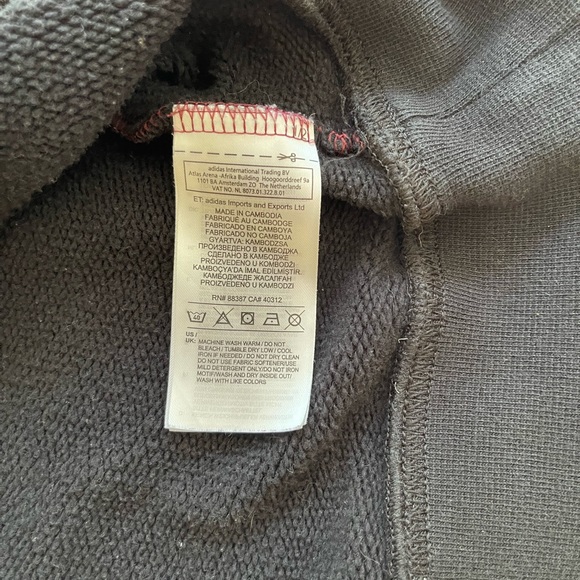 adidas International Trading BV
Atlas Arena -Afrika Building Hoogoorddreef 9a
1101 BA Amsterdam ZO The Netherlands
VAT NO. NL 8073.01.322.B.01
ET: adidas Imports and Exports Ltd
MADE IN CAMBODIA
FABRIQUÉ AU CAMBODGE
FABRICADO EN CAMBOYA
FABRICADO NO CAMBOJA
GYÁRTVA: KAMBODZSA
ПРОИЗВЕДЕНО В КАМБОДЖА
СДЕЛАНО В КАМБОДЖЕ
PROIZVEDENO U KOMBODŽI
KAMBOÇYA'DA İMAL EDİLMİŞTİR.
КАМБОДЖЕДЕ ЖАСАЛҒАН
PROIZVEDENO U KAMBODŽI
RN# 88387 CA# 40312
40
US /
UK: MACHINE WASH WARM / DO NOT
BLEACH / TUMBLE DRY LOW / COOL
IRON IF NEEDED / DO NOT DRY CLEAN
DO NOT USE FABRIC SOFTENER/USE
MILD DETERGENT ONLY/DO NOT IRON
MOTIF/WASH AND DRY INSIDE OUT/
WASH WITH LIKE COLORS